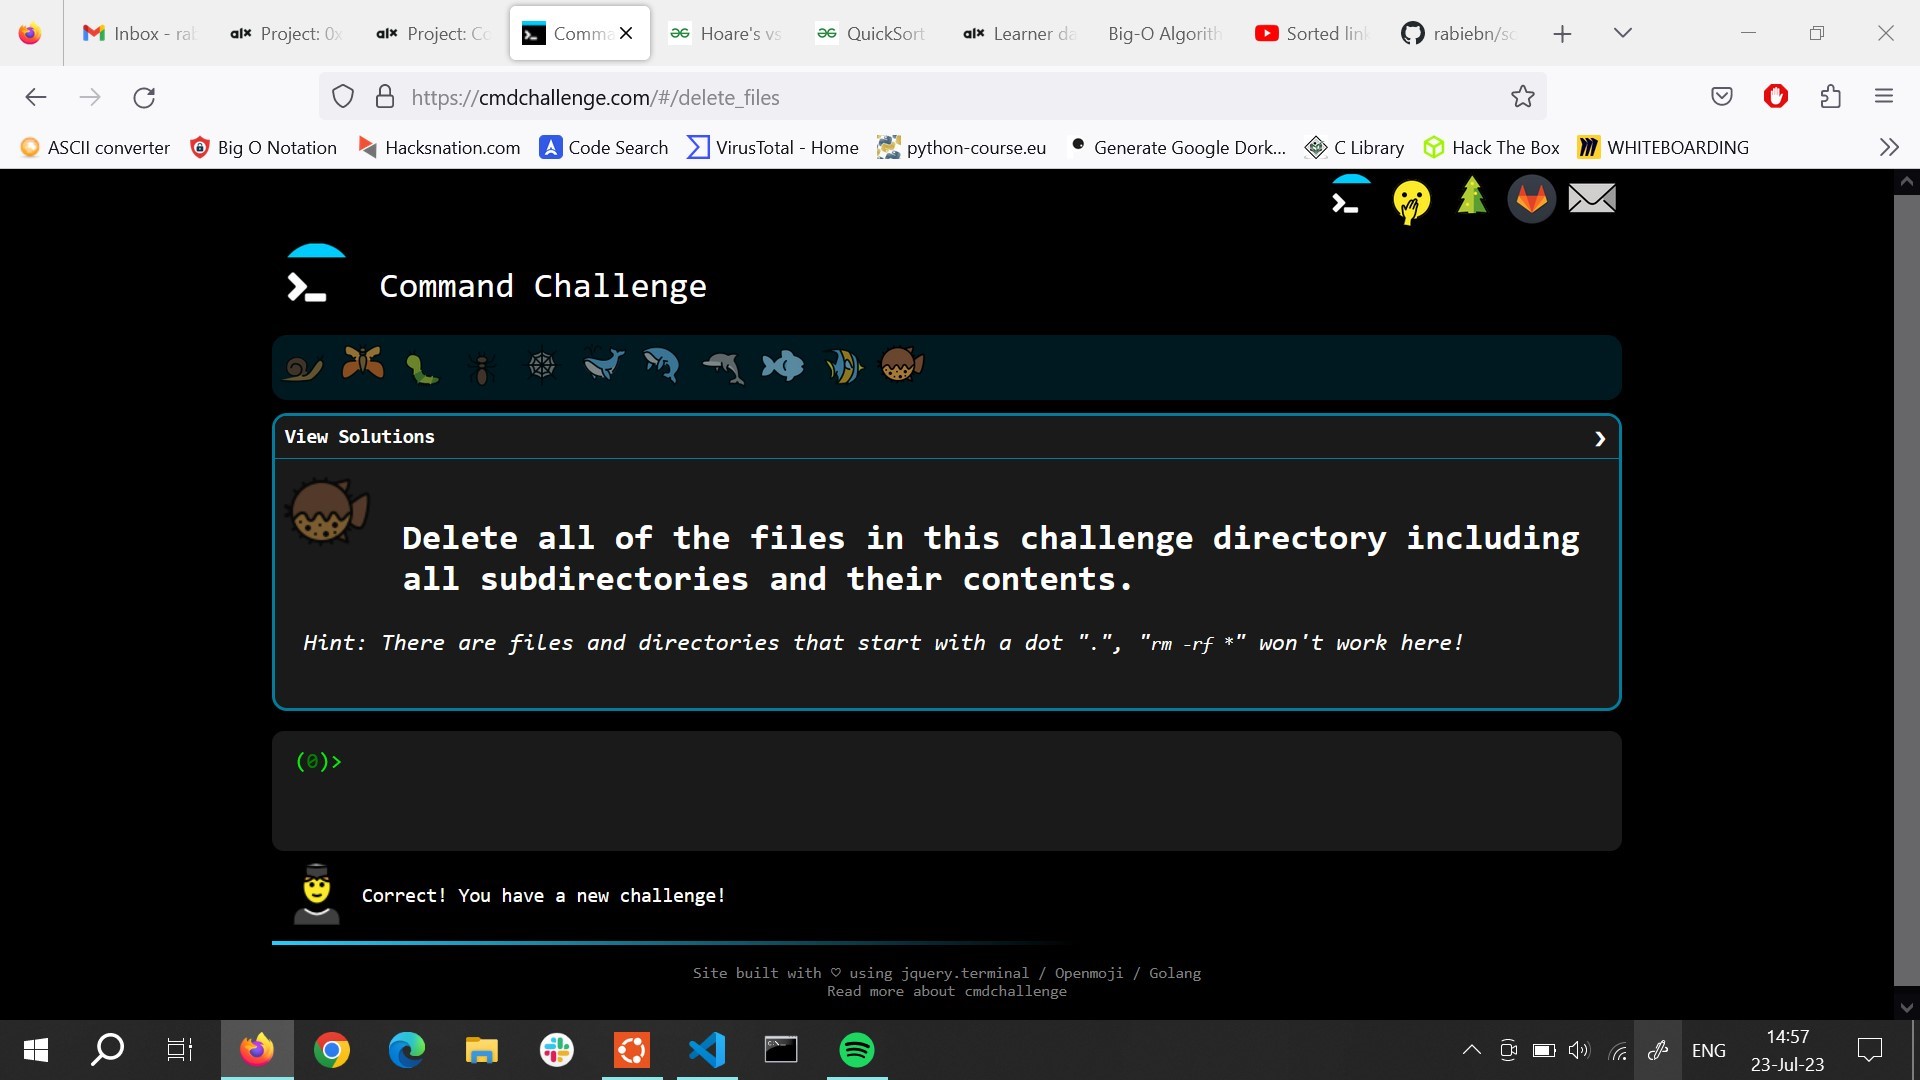 Inbox - ral
alx Project: 0x
alx Project: Co
Comma
Hoare's vs
QuickSort
alx Learner da
Big-O Algorith
Sorted link
rabiebn/sc
https://cmdchallenge.com/#/delete_files
ASCII converter
Big O Notation
Hacksnation.com
Code Search
VirusTotal - Home
python-course.eu
Generate Google Dork...
C Library
Hack The Box
WHITEBOARDING
Command Challenge
View Solutions
Delete all of the files in this challenge directory including
all subdirectories and their contents.
Hint: There are files and directories that start with a dot ".", "rm -rf *" won't work here!
(0)>
Correct! You have a new challenge!
Site built with ♡ using jquery.terminal / Openmoji / Golang
Read more about cmdchallenge
ENG
14:57
23-Jul-23